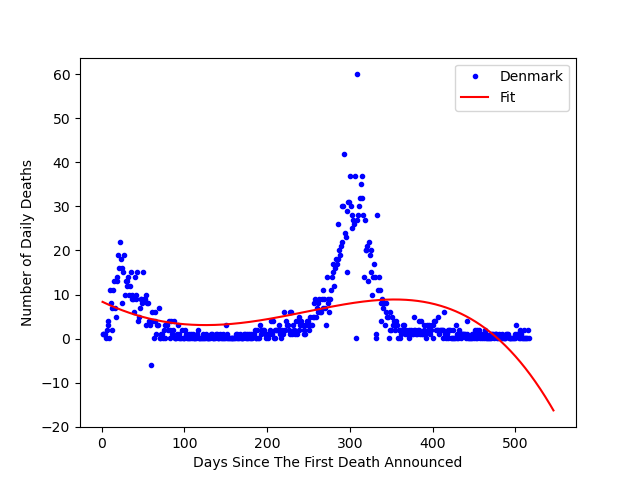 Denmark
Fit
60
50
40
30
20
10
0
−10
−20
Number of Daily Deaths
0 100 200 300 400 500
Days Since The First Death Announced